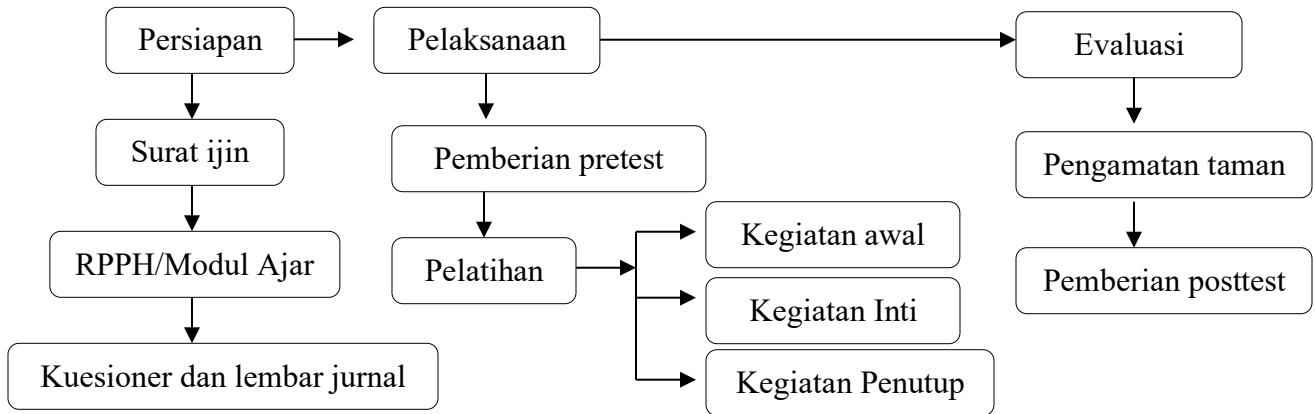 Persiapan
Pelaksanaan
Evaluasi
Surat ijin
Pemberian pretest
Pengamatan taman
RPPH/Modul Ajar
Pelatihan
Kegiatan awal
Kegiatan Inti
Kegiatan Penutup
Pemberian posttest
Kuesioner dan lembar jurnal